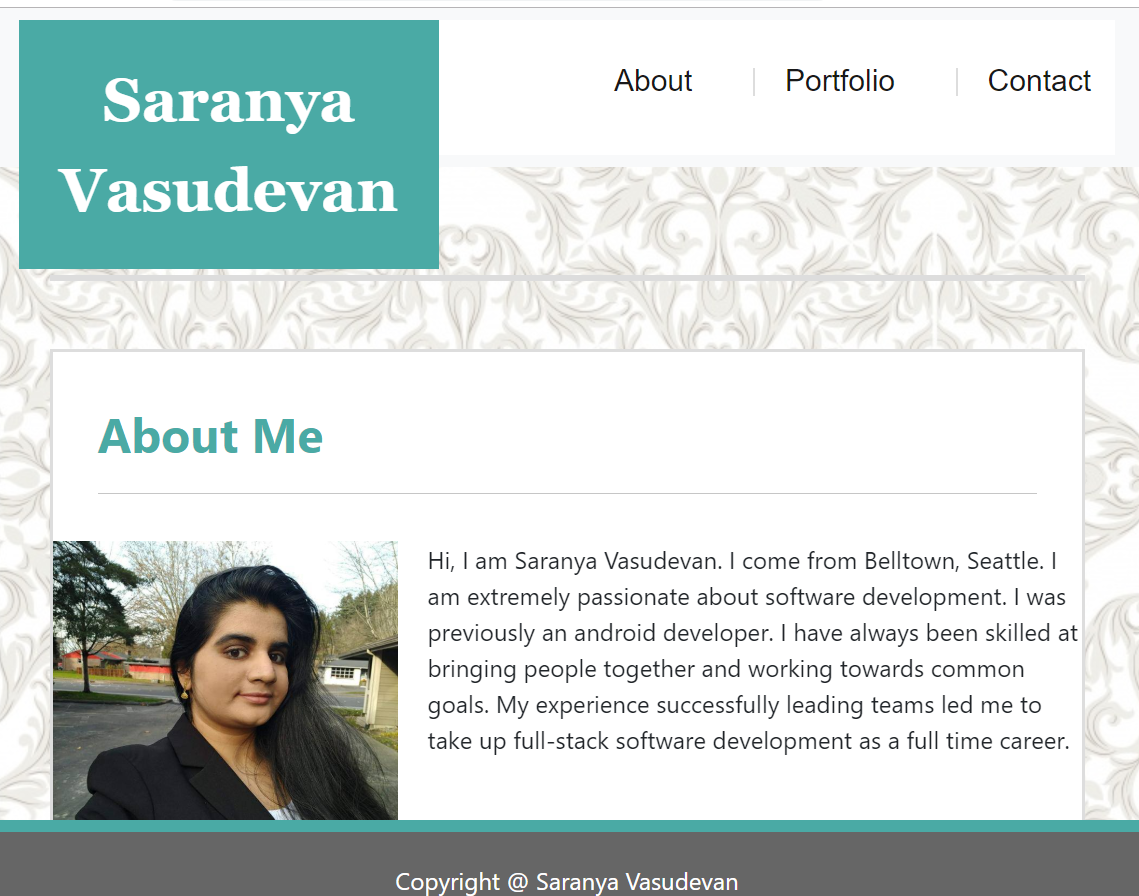 Saranya
Vasudevan
About
Portfolio
Contact
About Me
Hi, I am Saranya Vasudevan. I come from Belltown, Seattle. I
am extremely passionate about software development. I was
previously an android developer. I have always been skilled at
bringing people together and working towards common
goals. My experience successfully leading teams led me to
take up full-stack software development as a full time career.
Copyright @ Saranya Vasudevan